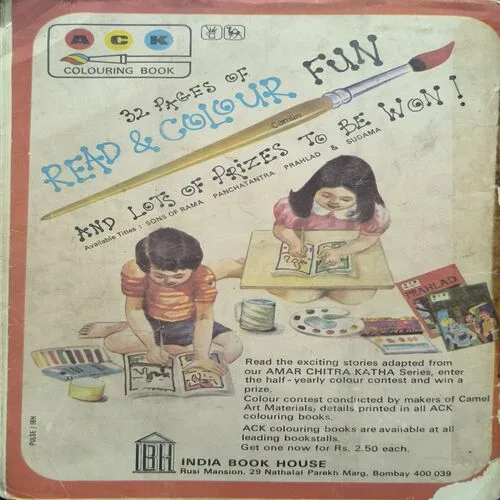 ACK
COLOURING BOOK
32 PAGES OF
READ & COLOUR FUN
Camlin
AND LOTS OF PRIZES TO BE WON!
Available Titles : SONS OF RAMA PANCHATANTRA PRAHLAD & SUDAMA
PRAHLAD
Read the exciting stories adapted from
our AMAR CHITRA KATHA Series, enter
the half-yearly colour contest and win a
prize.
Colour contest conducted by makers of Camel
Art Materials; details printed in all ACK
colouring books.
ACK colouring books are available at all
leading bookstalls.
Get one now for Rs. 2.50 each.
PULSE / IBH
IBH
INDIA BOOK HOUSE
Rusi Mansion, 29 Nathalal Parekh Marg, Bombay 400 039